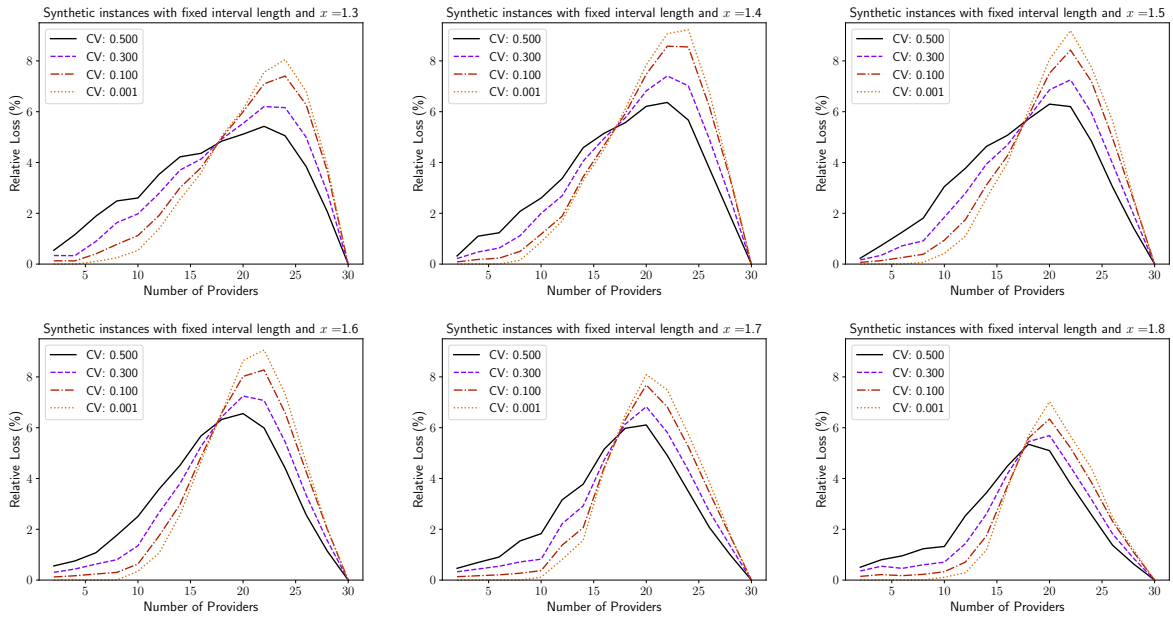 Synthetic instances with fixed interval length and x =1.3
CV: 0.500
CV: 0.300
CV: 0.100
CV: 0.001
Relative Loss (%)
8
6
4
2
0
5 10 15 20 25 30
Number of Providers
Synthetic instances with fixed interval length and x =1.4
CV: 0.500
CV: 0.300
CV: 0.100
CV: 0.001
Relative Loss (%)
8
6
4
2
0
5 10 15 20 25 30
Number of Providers
Synthetic instances with fixed interval length and x =1.5
CV: 0.500
CV: 0.300
CV: 0.100
CV: 0.001
Relative Loss (%)
8
6
4
2
0
5 10 15 20 25 30
Number of Providers
Synthetic instances with fixed interval length and x =1.6
CV: 0.500
CV: 0.300
CV: 0.100
CV: 0.001
Relative Loss (%)
8
6
4
2
0
5 10 15 20 25 30
Number of Providers
Synthetic instances with fixed interval length and x =1.7
CV: 0.500
CV: 0.300
CV: 0.100
CV: 0.001
Relative Loss (%)
8
6
4
2
0
5 10 15 20 25 30
Number of Providers
Synthetic instances with fixed interval length and x =1.8
CV: 0.500
CV: 0.300
CV: 0.100
CV: 0.001
Relative Loss (%)
8
6
4
2
0
5 10 15 20 25 30
Number of Providers